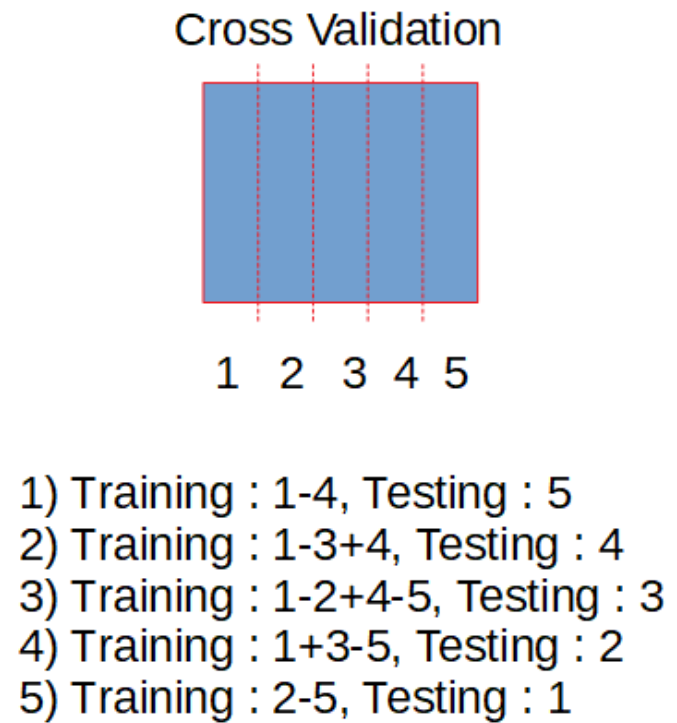 Cross Validation
1 2 3 4 5
1) Training : 1-4, Testing : 5
2) Training : 1-3+4, Testing : 4
3) Training : 1-2+4-5, Testing : 3
4) Training : 1+3-5, Testing : 2
5) Training : 2-5, Testing : 1